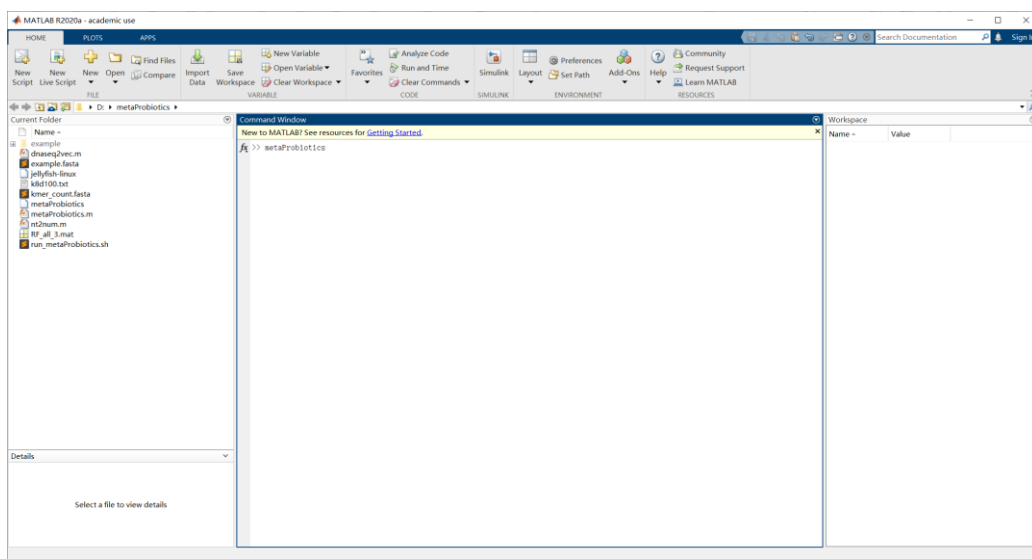 MATLAB R2020a - academic use
HOME PLOTS APPS
Search Documentation
Sign In
New Script
New Live Script
New
Open
Find Files
Compare
Import Data
Save Workspace
New Variable
Open Variable
Clear Workspace
Favorites
Analyze Code
Run and Time
Clear Commands
Simulink
Layout
Preferences
Set Path
Add-Ons
Help
Community
Request Support
Learn MATLAB
FILE VARIABLE CODE SIMULINK ENVIRONMENT RESOURCES
D: metaProbiotics
Current Folder
Name
example
dnaseq2vec.m
example.fasta
jellyfish-linux
k8d100.txt
kmer_count.fasta
metaProbiotics
metaProbiotics.m
nt2num.m
RF_all_3.mat
run_metaProbiotics.sh
Details
Select a file to view details
Command Window
New to MATLAB? See resources for Getting Started.
fx >> metaProbiotics
Workspace
Name Value